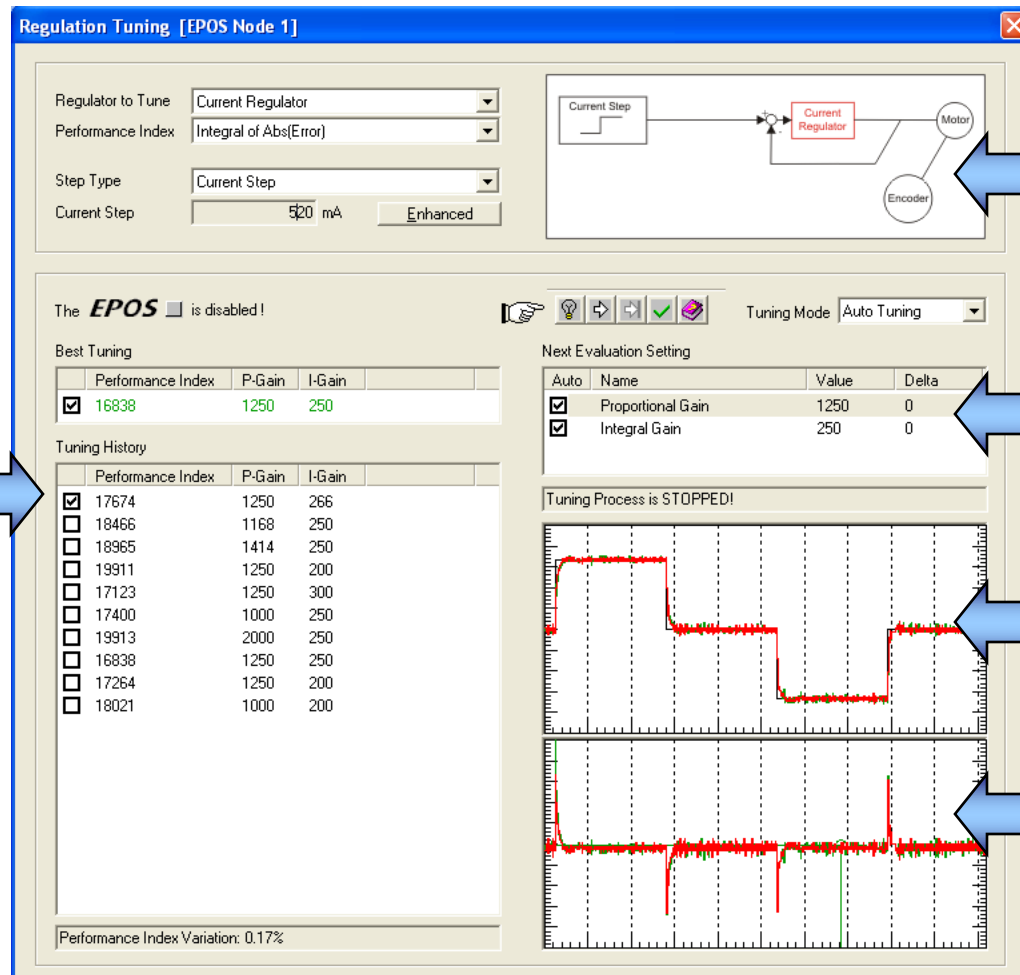 Regulation Tuning [EPOS Node 1]
Regulator to Tune Current Regulator
Performance Index Integral of Abs(Error)
Step Type Current Step
Current Step 520 mA Enhanced
Current Step
+
-
Current
Regulator
Motor
Encoder
The EPOS is disabled !
Tuning Mode Auto Tuning
Best Tuning
Performance Index P-Gain I-Gain
16838 1250 250
Tuning History
Performance Index P-Gain I-Gain
17674 1250 266
18466 1168 250
18965 1414 250
19911 1250 200
17123 1250 300
17400 1000 250
19913 2000 250
16838 1250 250
17264 1250 200
18021 1000 200
Performance Index Variation: 0.17%
Next Evaluation Setting
Auto Name Value Delta
Proportional Gain 1250 0
Integral Gain 250 0
Tuning Process is STOPPED!